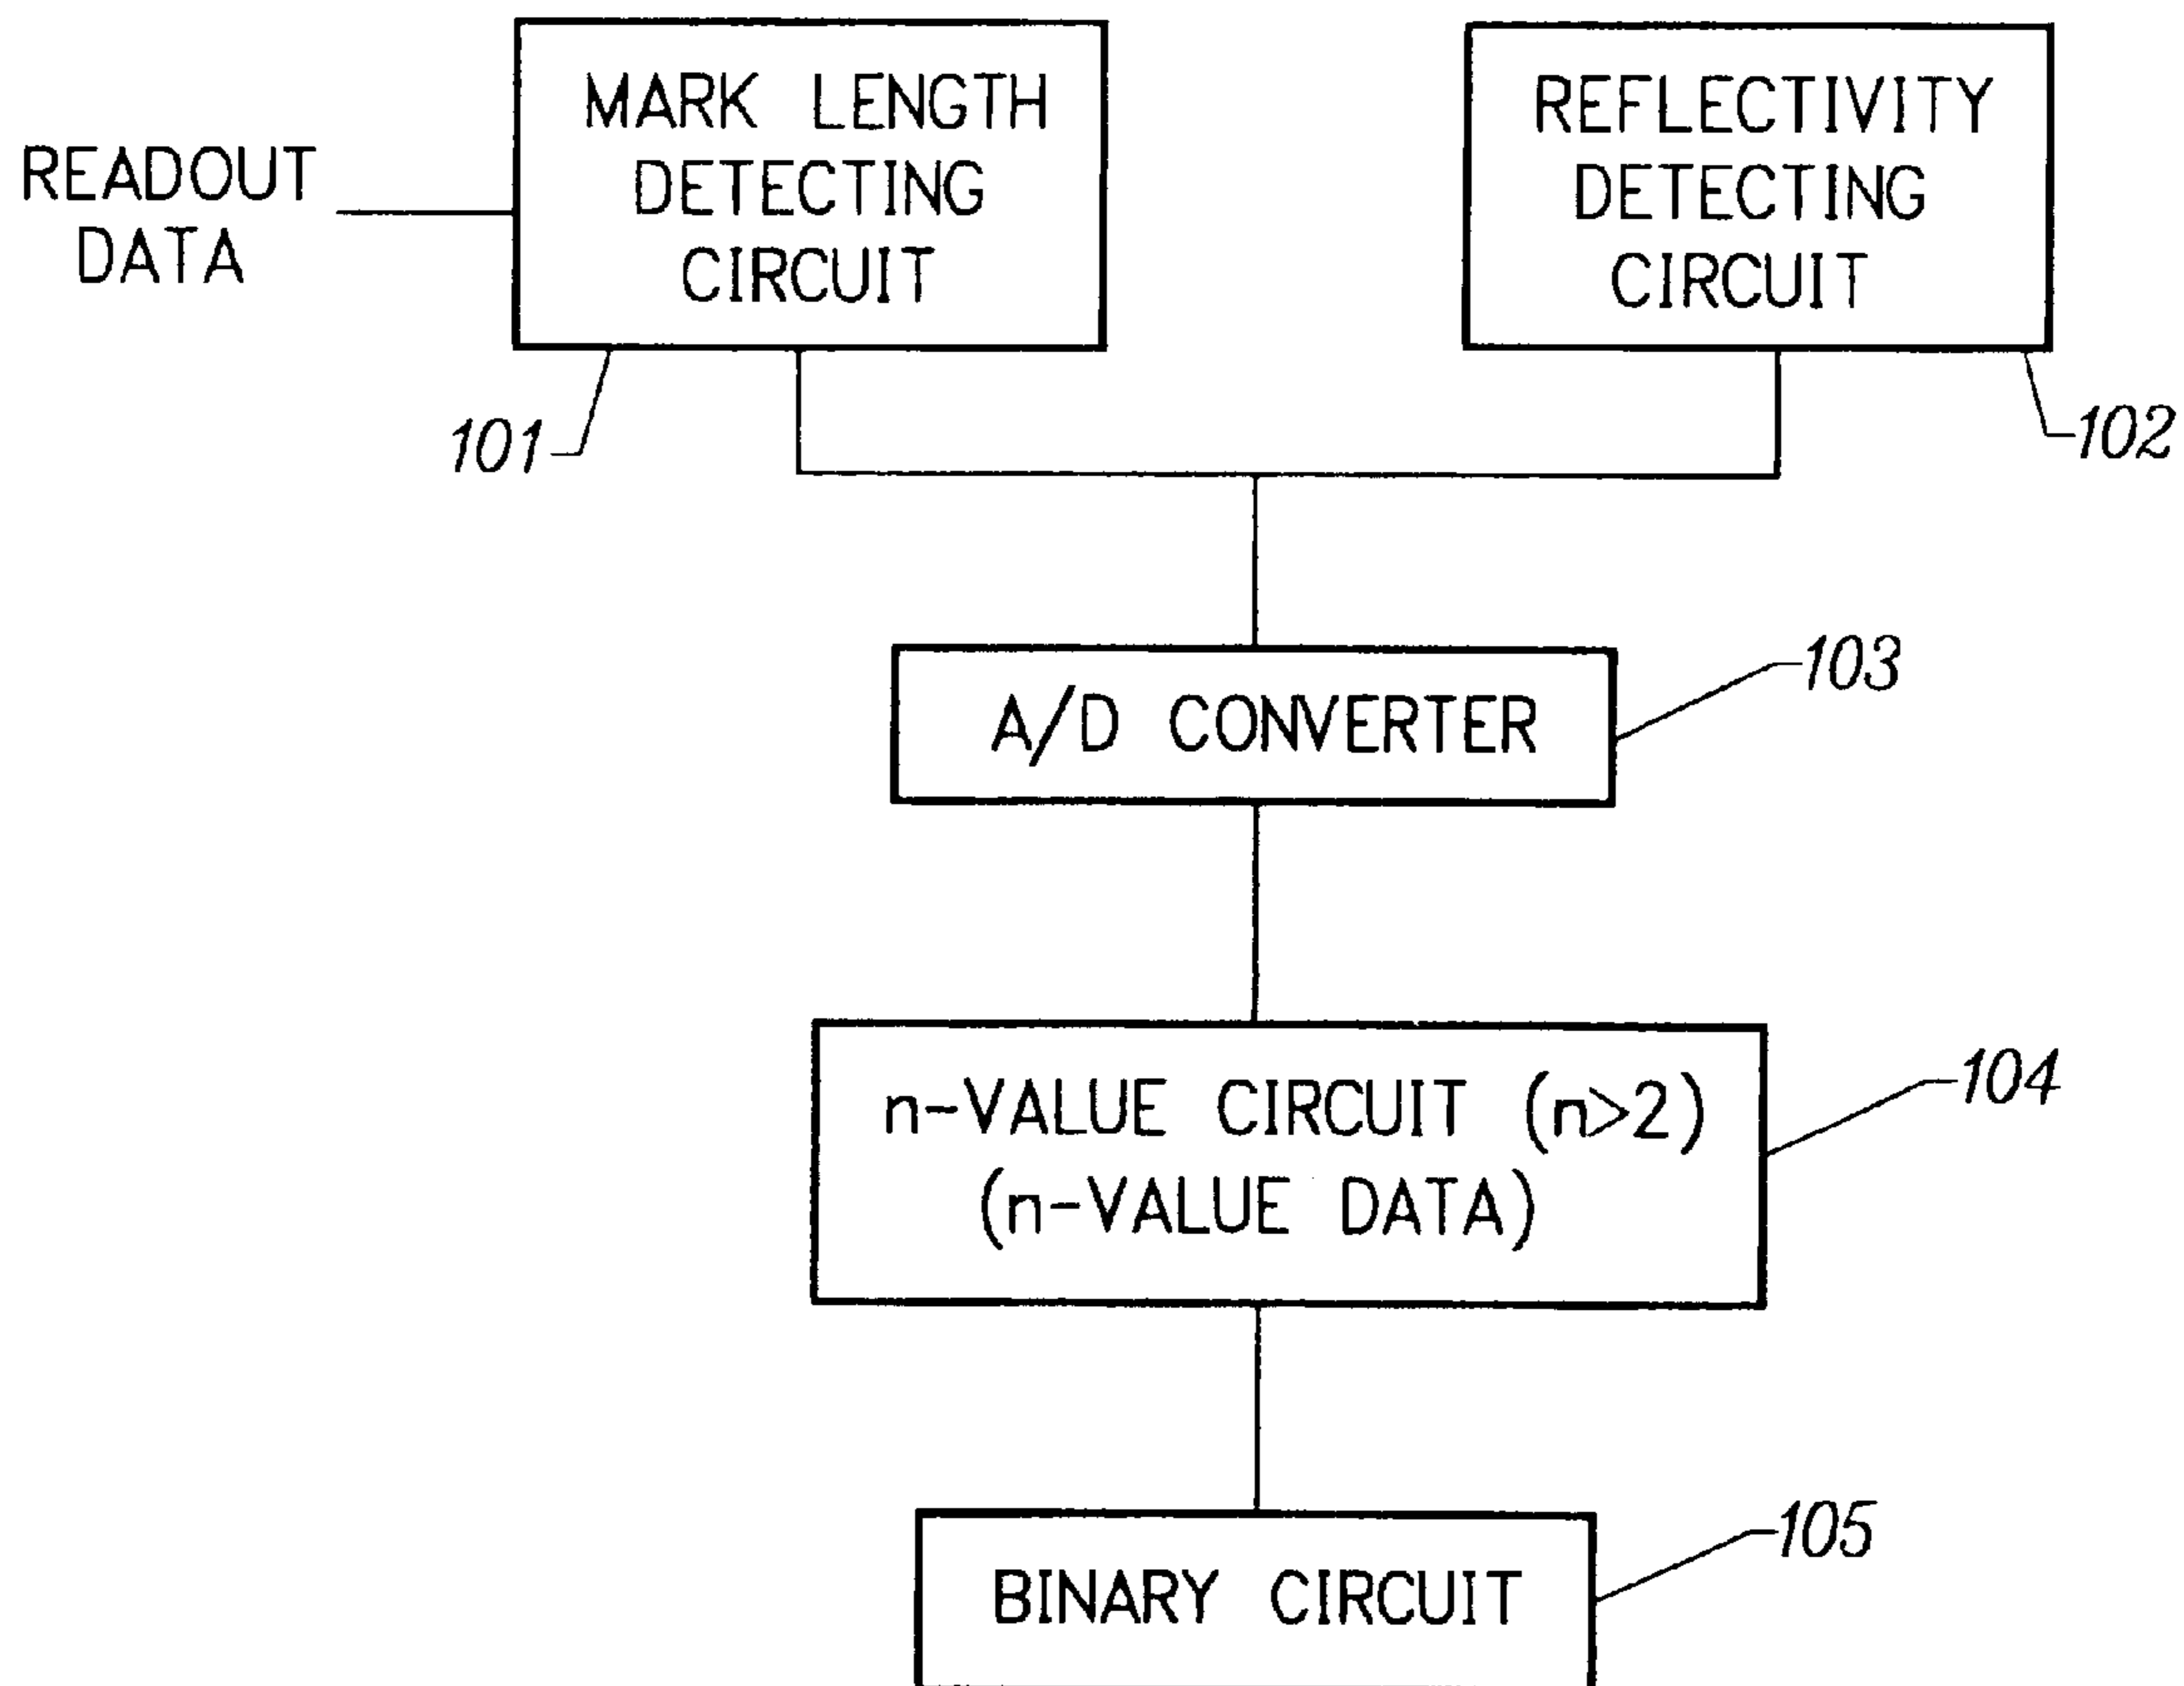 READOUT
DATA
MARK LENGTH
DETECTING
CIRCUIT
REFLECTIVITY
DETECTING
CIRCUIT
101
102
A/D CONVERTER
103
n-VALUE CIRCUIT (n>2)
(n-VALUE DATA)
104
BINARY CIRCUIT
105